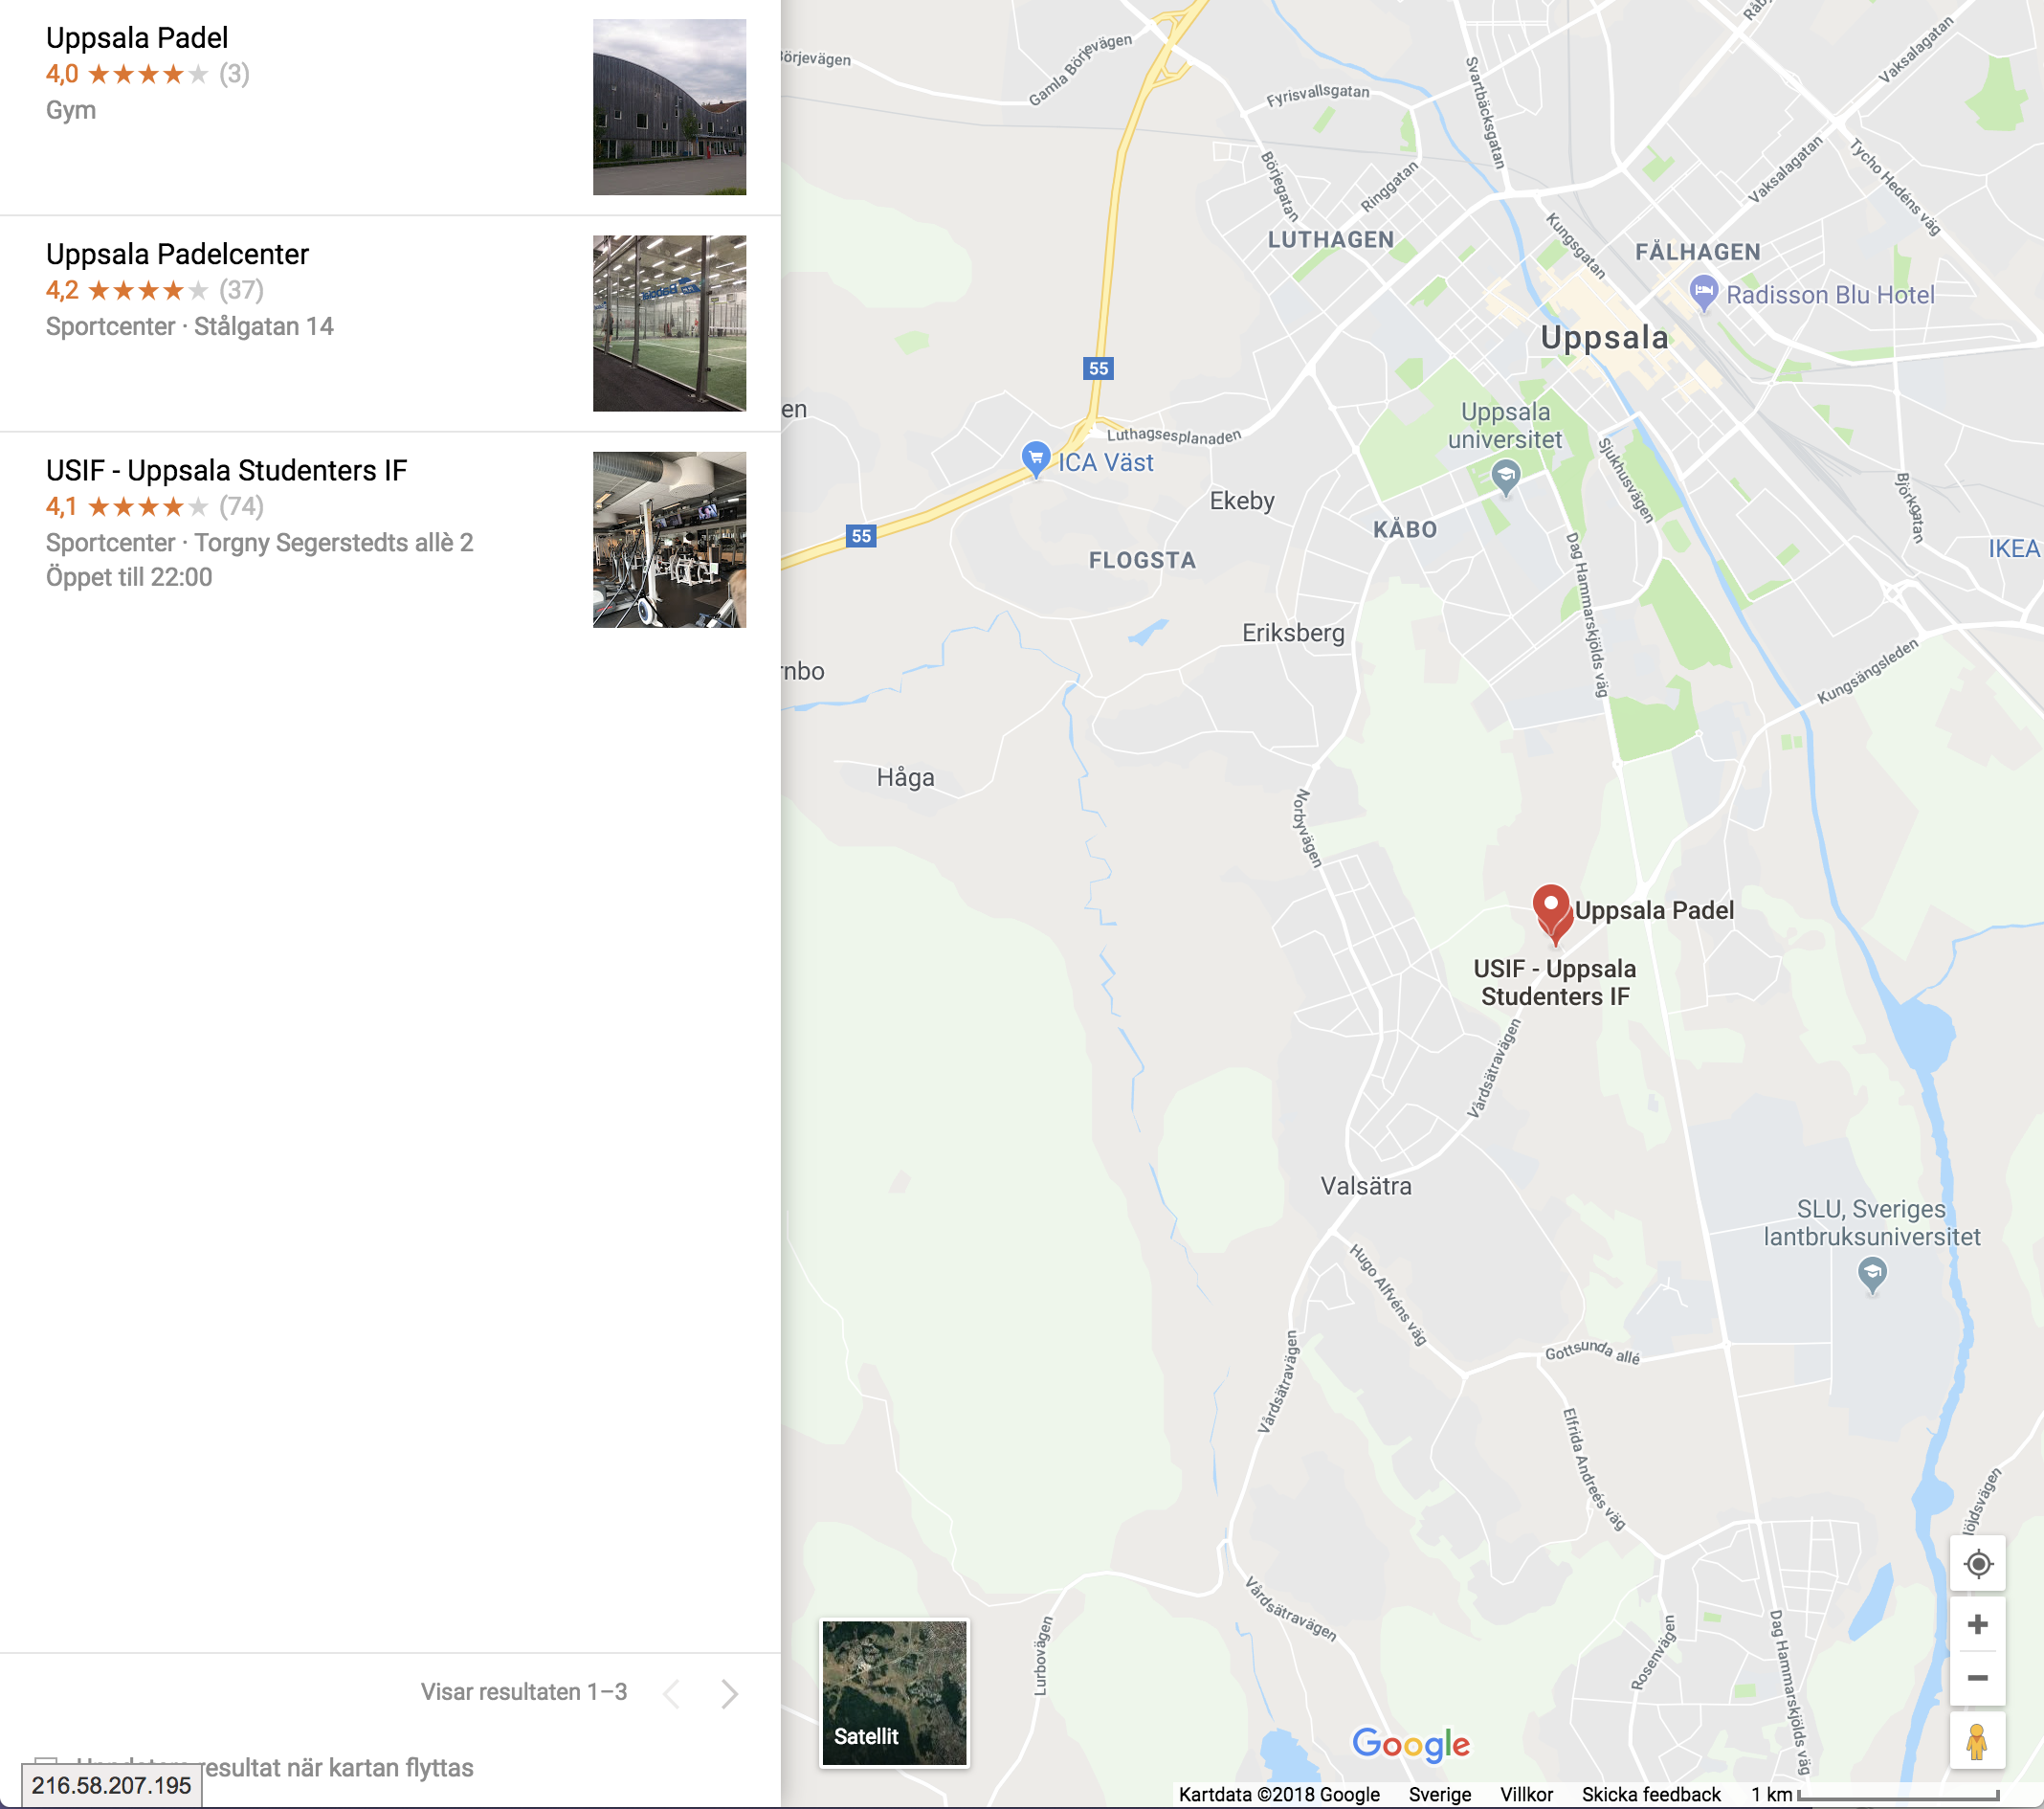 Uppsala Padel
4,0 ★★★★★ (3)
Gym
Uppsala Padelcenter
4,2 ★★★★★ (37)
Sportcenter · Stålgatan 14
USIF - Uppsala Studenters IF
4,1 ★★★★★ (74)
Sportcenter · Torgny Segerstedts allè 2
Öppet till 22:00
Visar resultaten 1–3
resultat när kartan flyttas
216.58.207.195
Börjevägen
Gamla Börjevägen
Fyrisvallsgatan
Svartbäcksgatan
Vaksalagatan
Vaksalagatan
Tycho Hedéns väg
Börjegatan
Ringgatan
Kungsgatan
LUTHAGEN
FÅLHAGEN
Radisson Blu Hotel
Uppsala
55
en
Luthagsesplanaden
ICA Väst
Uppsala
universitet
Sjukhusvägen
Björkgatan
Ekeby
KÅBO
55
FLOGSTA
IKEA
Dag Hammarskjölds väg
Eriksberg
rnbo
Kungsängsleden
Håga
Norbyvägen
Uppsala Padel
USIF - Uppsala
Studenters IF
Vårdsätravägen
Valsätra
SLU, Sveriges
lantbruksuniversitet
Hugo Alfvéns väg
Gottsunda allé
Vårdsätravägen
Elfrida Andreés väg
Vårdsätravägen
Lurbovägen
Rosenvägen
Dag Hammarskjölds väg
Satellit
Google
Kartdata ©2018 Google Sverige Villkor Skicka feedback 1 km